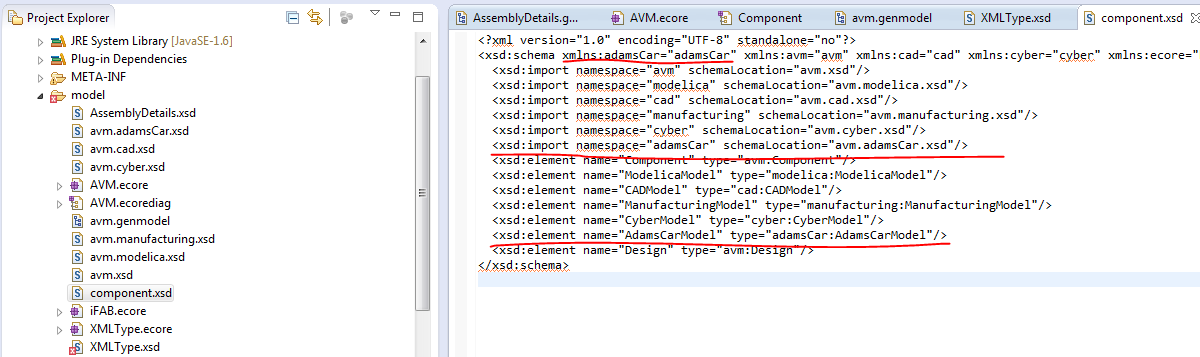 Project Explorer
JRE System Library [JavaSE-1.6]
Plug-in Dependencies
META-INF
model
AssemblyDetails.xsd
avm.adamsCar.xsd
avm.cad.xsd
avm.cyber.xsd
AVM.ecore
AVM.ecorediag
avm.genmodel
avm.manufacturing.xsd
avm.modelica.xsd
avm.xsd
component.xsd
iFAB.ecore
XMLType.ecore
XMLType.xsd
AssemblyDetails.g... AVM.ecore Component avm.genmodel XMLType.xsd component.xsd
<?xml version="1.0" encoding="UTF-8" standalone="no"?>
<xsd:schema xmlns:adamsCar="adamsCar" xmlns:avm="avm" xmlns:cad="cad" xmlns:cyber="cyber" xmlns:ecore="
<xsd:import namespace="avm" schemaLocation="avm.xsd"/>
<xsd:import namespace="modelica" schemaLocation="avm.modelica.xsd"/>
<xsd:import namespace="cad" schemaLocation="avm.cad.xsd"/>
<xsd:import namespace="manufacturing" schemaLocation="avm.manufacturing.xsd"/>
<xsd:import namespace="cyber" schemaLocation="avm.cyber.xsd"/>
<xsd:import namespace="adamsCar" schemaLocation="avm.adamsCar.xsd"/>
<xsd:element name="Component" type="avm:Component"/>
<xsd:element name="ModelicaModel" type="modelica:ModelicaModel"/>
<xsd:element name="CADModel" type="cad:CADModel"/>
<xsd:element name="ManufacturingModel" type="manufacturing:ManufacturingModel"/>
<xsd:element name="CyberModel" type="cyber:CyberModel"/>
<xsd:element name="AdamsCarModel" type="adamsCar:AdamsCarModel"/>
<xsd:element name="Design" type="avm:Design"/>
</xsd:schema>